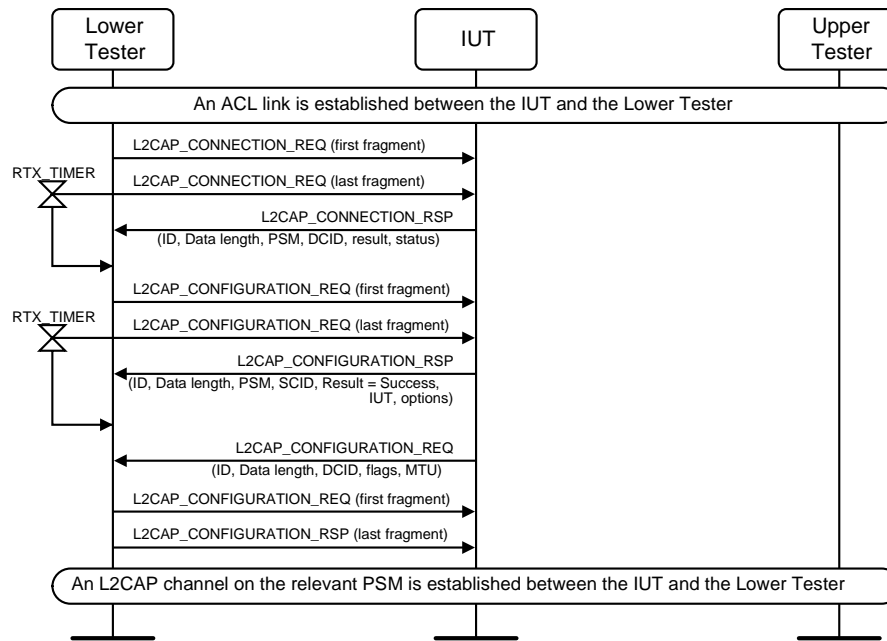 Lower
Tester
IUT
Upper
Tester
An ACL link is established between the IUT and the Lower Tester
L2CAP_CONNECTION_REQ (first fragment)
RTX_TIMER
L2CAP_CONNECTION_REQ (last fragment)
L2CAP_CONNECTION_RSP
(ID, Data length, PSM, DCID, result, status)
L2CAP_CONFIGURATION_REQ (first fragment)
RTX_TIMER
L2CAP_CONFIGURATION_REQ (last fragment)
L2CAP_CONFIGURATION_RSP
(ID, Data length, PSM, SCID, Result = Success,
IUT, options)
L2CAP_CONFIGURATION_REQ
(ID, Data length, DCID, flags, MTU)
L2CAP_CONFIGURATION_REQ (first fragment)
L2CAP_CONFIGURATION_RSP (last fragment)
An L2CAP channel on the relevant PSM is established between the IUT and the Lower Tester